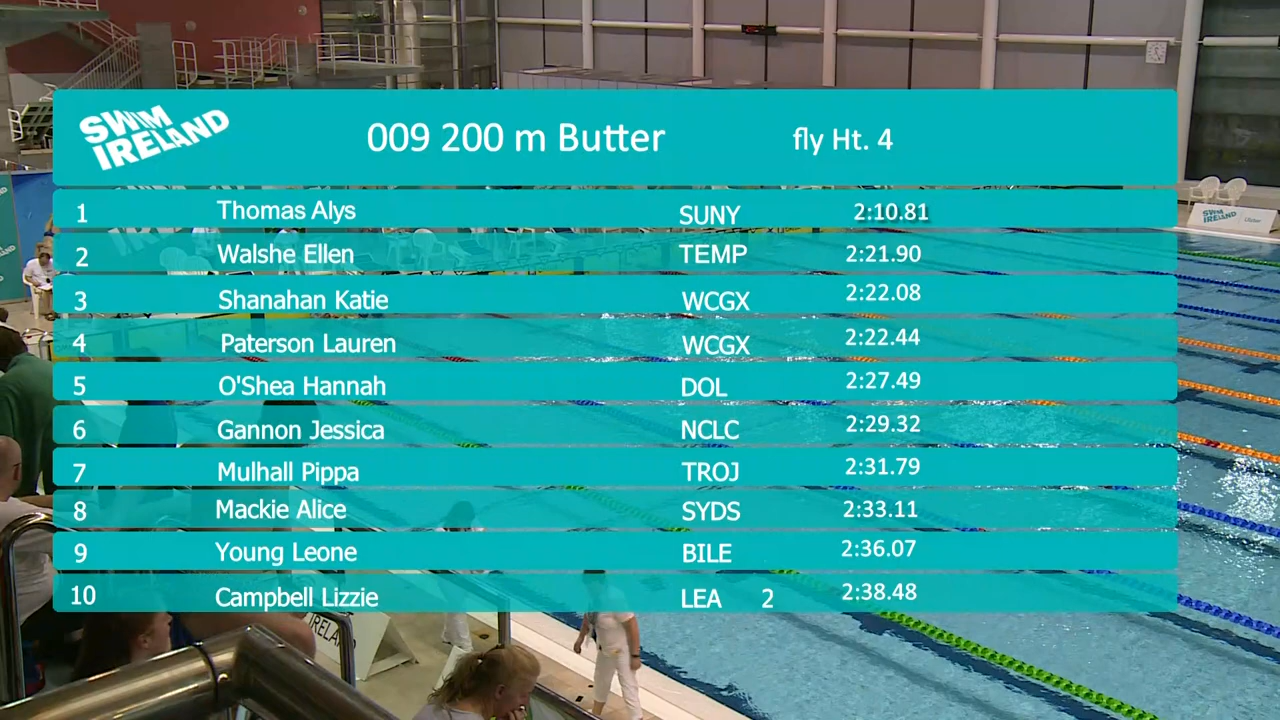 SWIM IRELAND
009 200 m Butter fly Ht. 4
1 Thomas Alys SUNY 2:10.81
2 Walshe Ellen TEMP 2:21.90
3 Shanahan Katie WCGX 2:22.08
4 Paterson Lauren WCGX 2:22.44
5 O'Shea Hannah DOL 2:27.49
6 Gannon Jessica NCLC 2:29.32
7 Mulhall Pippa TROJ 2:31.79
8 Mackie Alice SYDS 2:33.11
9 Young Leone BILE 2:36.07
10 Campbell Lizzie LEA 2 2:38.48
SWIM IRELAND
IRELAND